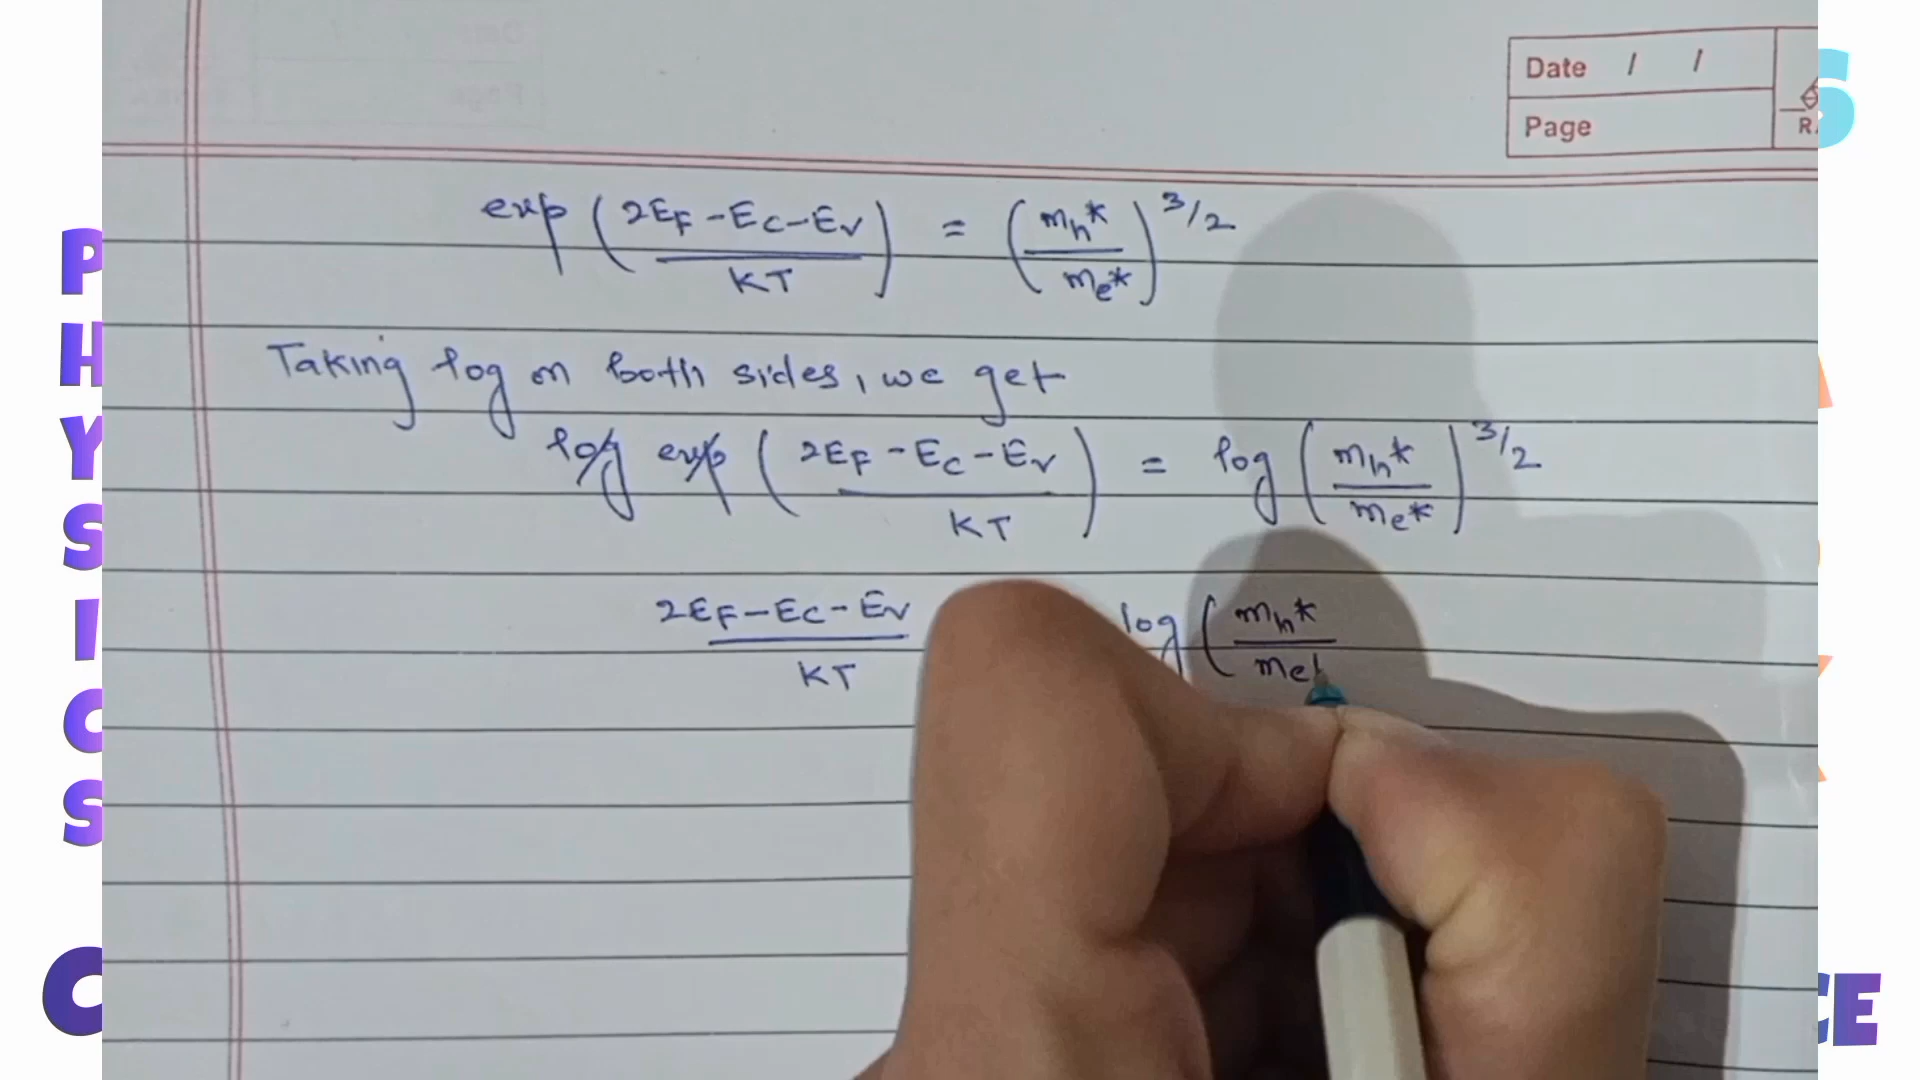 Date / /
Page
exp (2EF-EC-EV / KT) = (mh* / me*)^3/2
Taking log on both sides, we get
log exp (2EF-EC-EV / KT) = log (mh* / me*)^3/2
2EF-EC-EV / KT log (mh* / me
PHYSICS